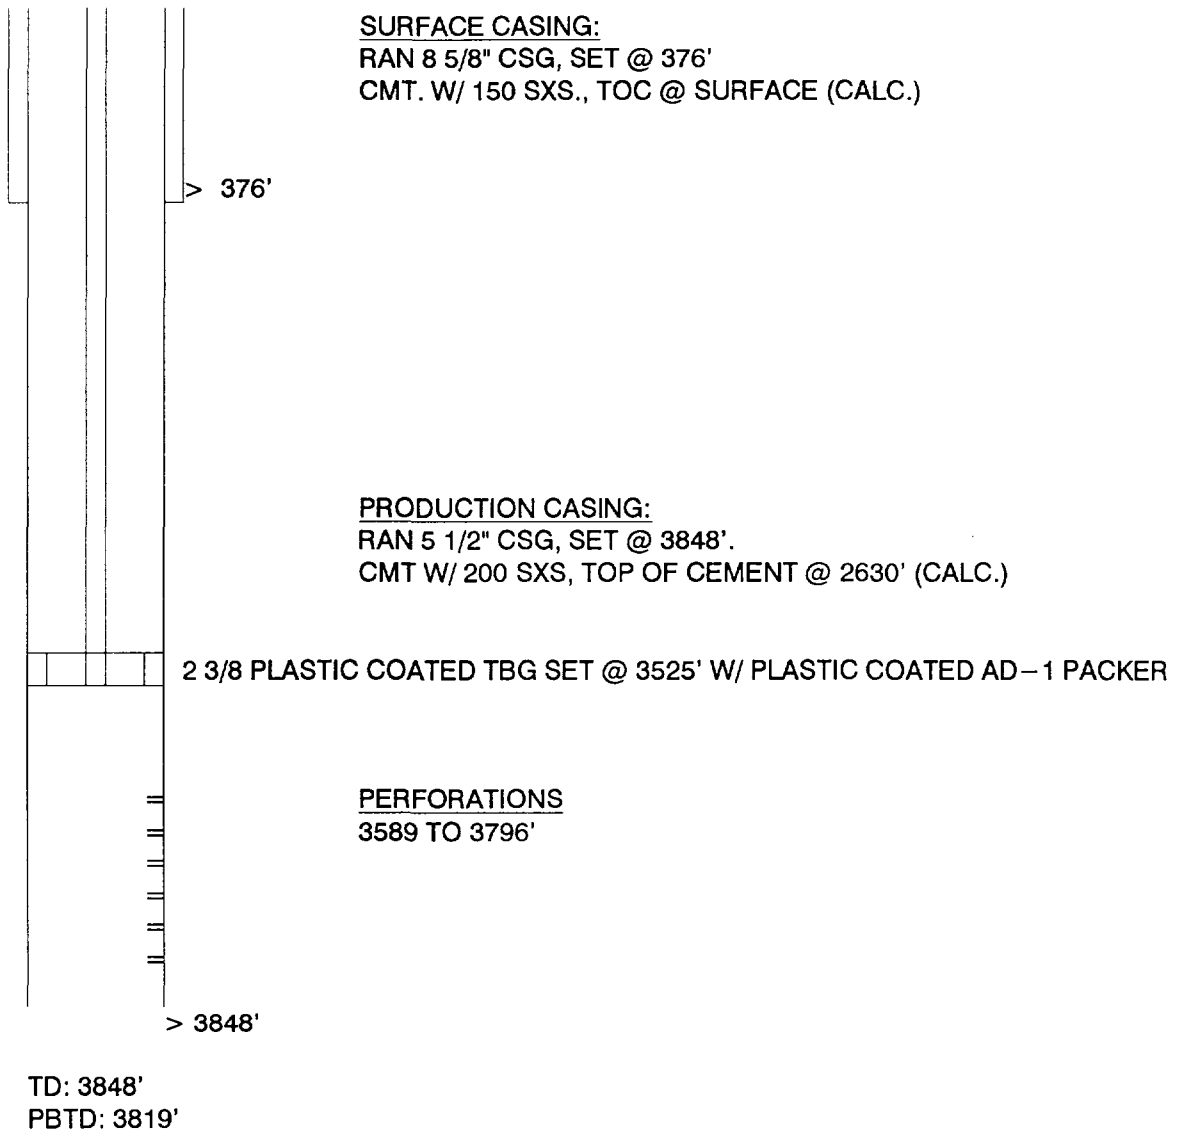 SURFACE CASING:
RAN 8 5/8" CSG, SET @ 376'
CMT. W/ 150 SXS., TOC @ SURFACE (CALC.)
> 376'
PRODUCTION CASING:
RAN 5 1/2" CSG, SET @ 3848'.
CMT W/ 200 SXS, TOP OF CEMENT @ 2630' (CALC.)
2 3/8 PLASTIC COATED TBG SET @ 3525' W/ PLASTIC COATED AD-1 PACKER
PERFORATIONS
3589 TO 3796'
> 3848'
TD: 3848'
PBTD: 3819'